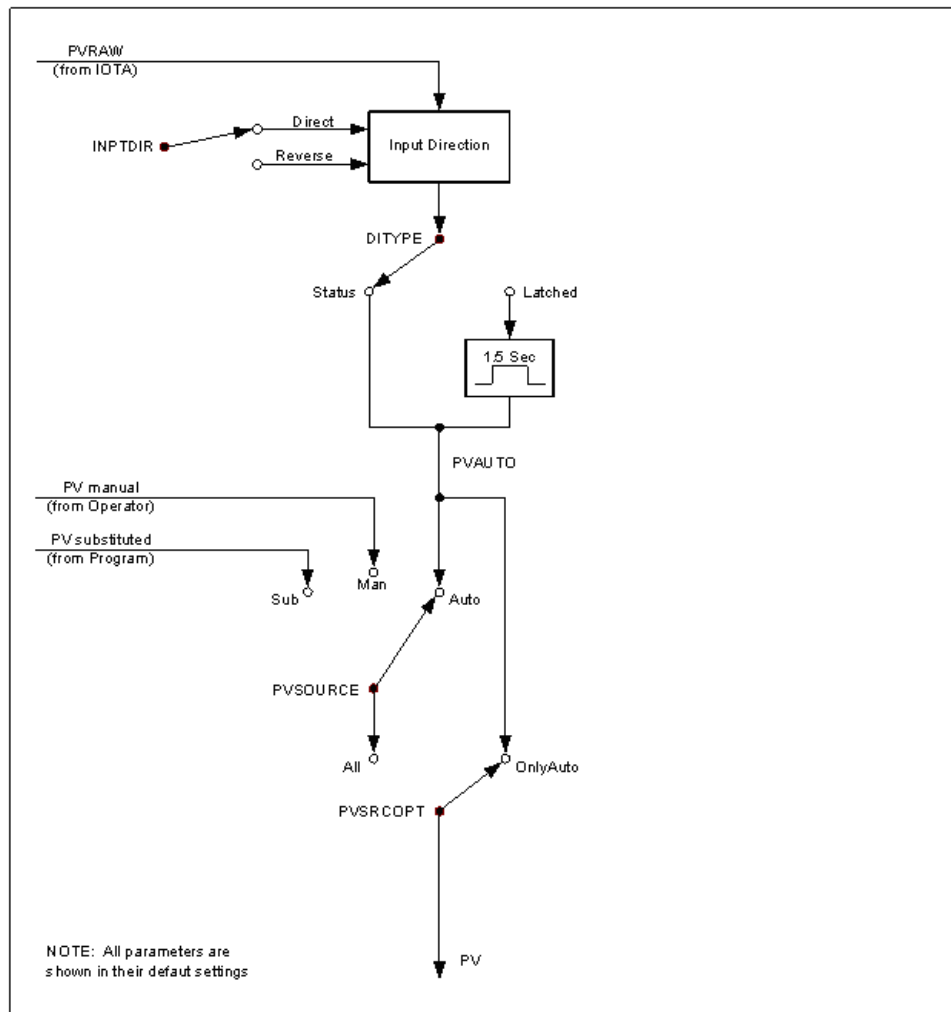 PVRAW
(from IOTA)
Direct
INPTDIR
Input Direction
Reverse
DITYPE
Status
Latched
1.5 Sec
PVAUTO
PV manual
(from Operator)
PV substituted
(from Program)
Man
Sub
Auto
PVSOURCE
All
OnlyAuto
PVSRCOPT
NOTE: All parameters are
shown in their defaut settings
PV